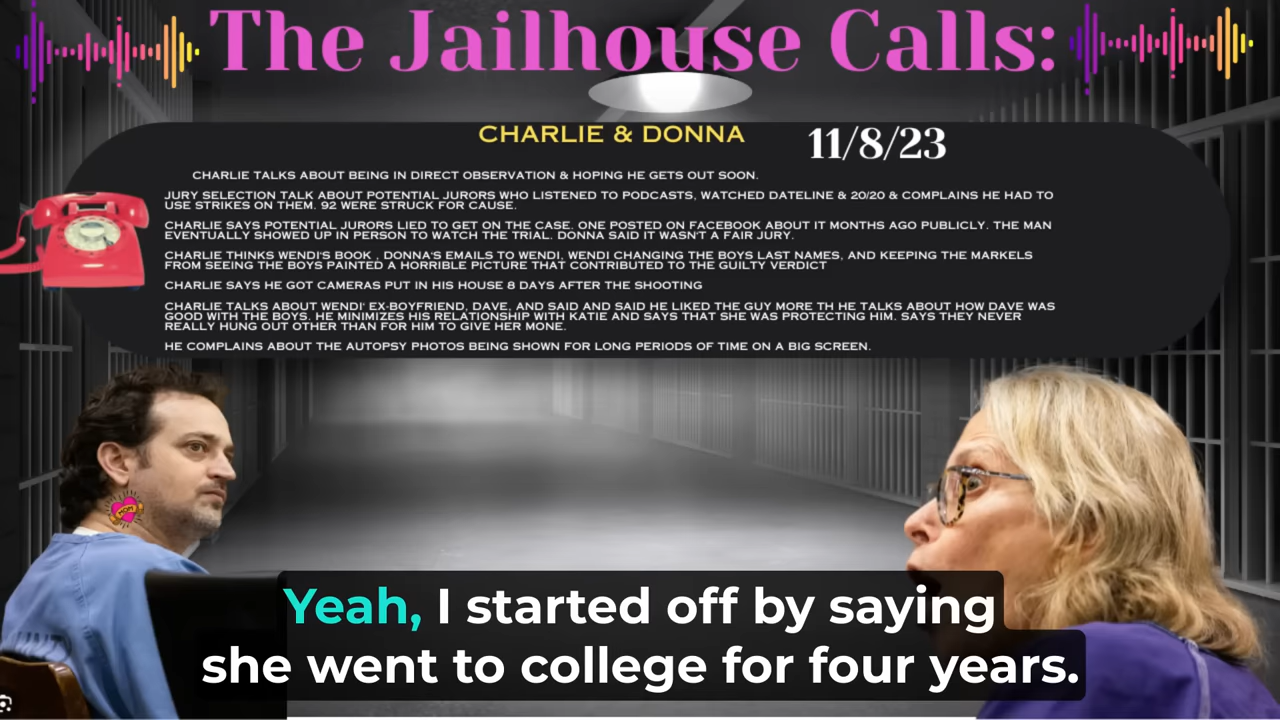 The Jailhouse Calls:
CHARLIE & DONNA
11/8/23
CHARLIE TALKS ABOUT BEING IN DIRECT OBSERVATION & HOPING HE GETS OUT SOON.
JURY SELECTION TALK ABOUT POTENTIAL JURORS WHO LISTENED TO PODCASTS, WATCHED DATELINE & 20/20 & COMPLAINS HE HAD TO
USE STRIKES ON THEM. 92 WERE STRUCK FOR CAUSE.
CHARLIE SAYS POTENTIAL JURORS LIED TO GET ON THE CASE. ONE POSTED ON FACEBOOK ABOUT IT MONTHS AGO PUBLICLY. THE MAN
EVENTUALLY SHOWED UP IN PERSON TO WATCH THE TRIAL. DONNA SAID IT WASN'T A FAIR JURY.
CHARLIE THINKS WENDI'S BOOK , DONNA'S EMAILS TO WENDI, WENDI CHANGING THE BOYS LAST NAMES, AND KEEPING THE MARKELS
FROM SEEING THE BOYS PAINTED A HORRIBLE PICTURE THAT CONTRIBUTED TO THE GUILTY VERDICT
CHARLIE SAYS HE GOT CAMERAS PUT IN HIS HOUSE 8 DAYS AFTER THE SHOOTING
CHARLIE TALKS ABOUT WENDI' EX-BOYFRIEND, DAVE, AND SAID AND SAID HE LIKED THE GUY MORE TH HE TALKS ABOUT HOW DAVE WAS
GOOD WITH THE BOYS. HE MINIMIZES HIS RELATIONSHIP WITH KATIE AND SAYS THAT SHE WAS PROTECTING HIM. SAYS THEY NEVER
REALLY HUNG OUT OTHER THAN FOR HIM TO GIVE HER MONE.
HE COMPLAINS ABOUT THE AUTOPSY PHOTOS BEING SHOWN FOR LONG PERIODS OF TIME ON A BIG SCREEN.
MOM
Yeah, I started off by saying
she went to college for four years.